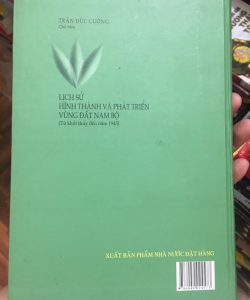 TRẦN ĐỨC CƯỜNG
Chủ biên
LỊCH SỬ
HÌNH THÀNH VÀ PHÁT TRIỂN
VÙNG ĐẤT NAM BỘ
(Từ khởi thủy đến năm 1945)
XUẤT BẢN PHẨM NHÀ NƯỚC ĐẶT HÀNG